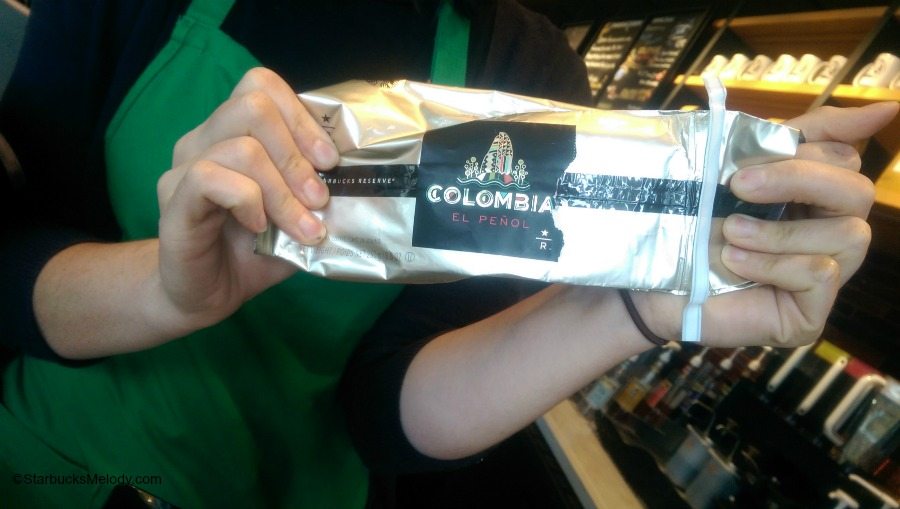 STARBUCKS RESERVE®
COLOMBIA
EL PEÑOL
R
©StarbucksMelody.com